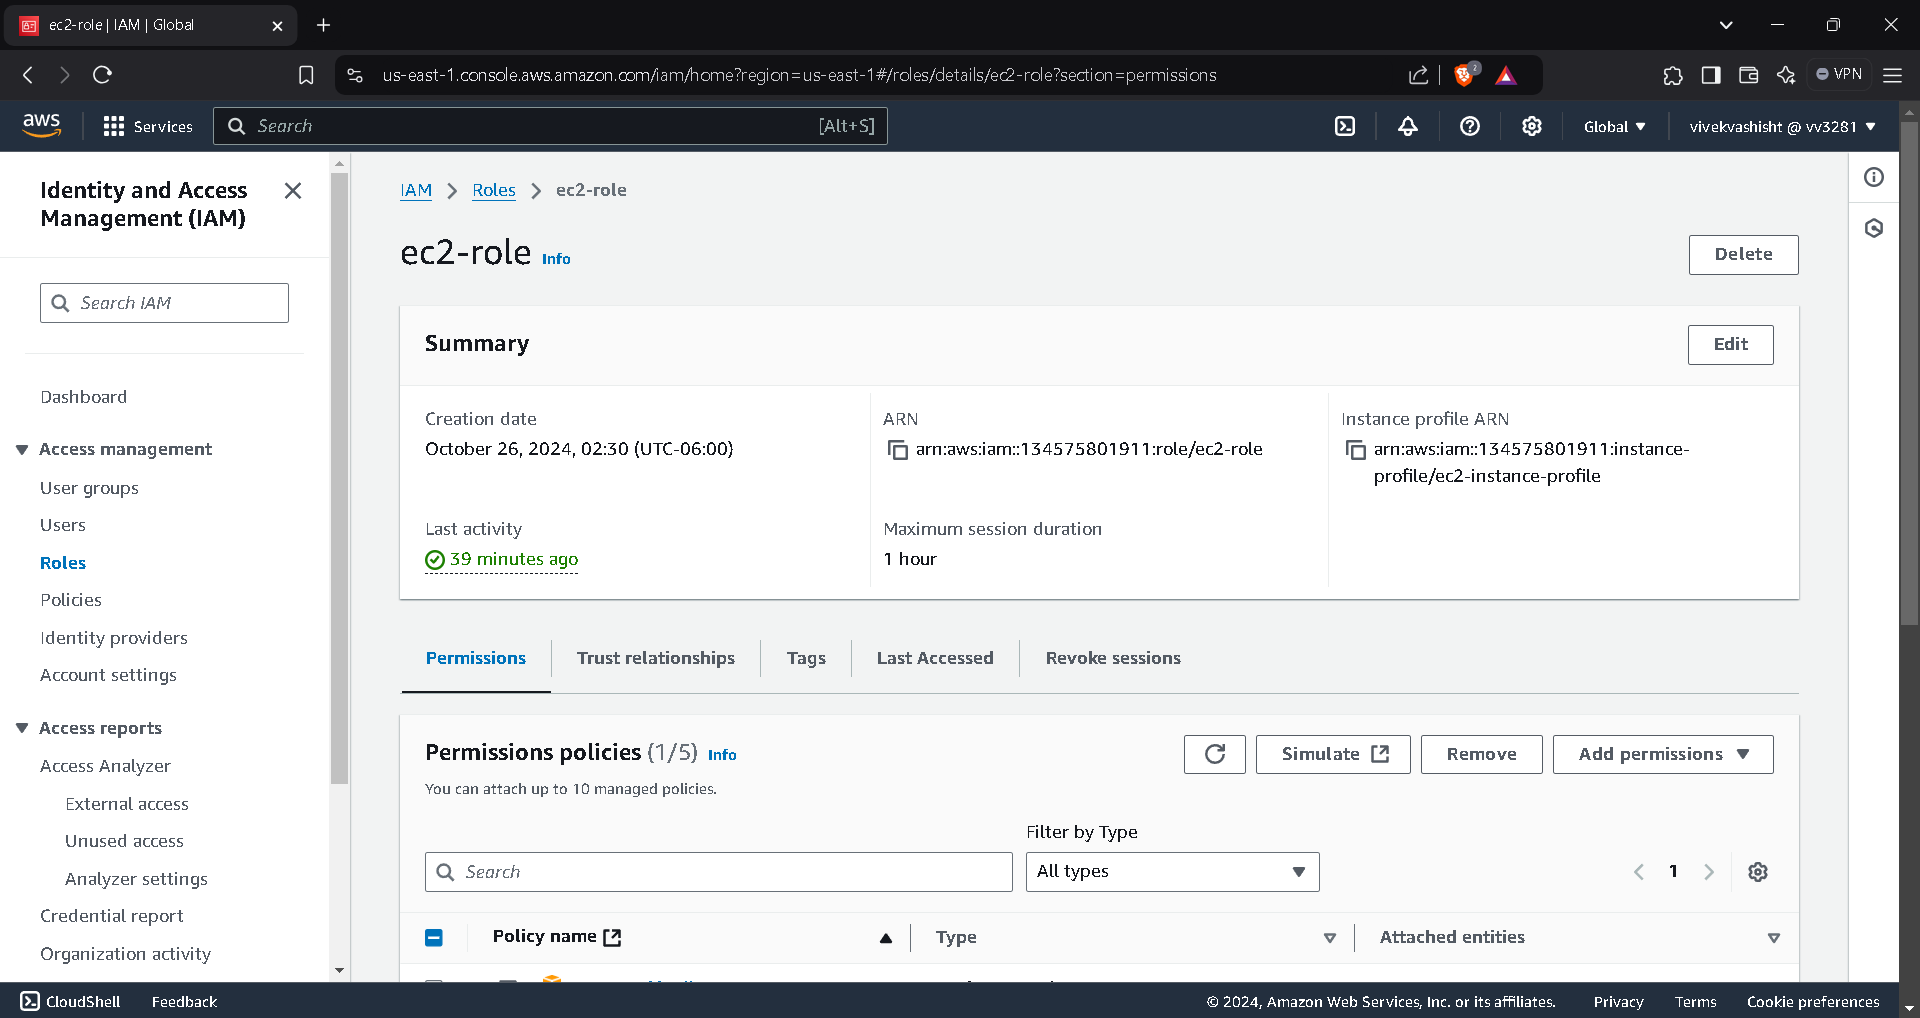 ec2-role | IAM | Global
us-east-1.console.aws.amazon.com/iam/home?region=us-east-1#/roles/details/ec2-role?section=permissions
2
VPN
aws
Services
Search
[Alt+S]
Global
vivekvashisht @ vv3281
Identity and Access
Management (IAM)
Search IAM
Dashboard
Access management
User groups
Users
Roles
Policies
Identity providers
Account settings
Access reports
Access Analyzer
External access
Unused access
Analyzer settings
Credential report
Organization activity
IAM > Roles > ec2-role
ec2-role Info
Delete
Summary
Edit
Creation date
October 26, 2024, 02:30 (UTC-06:00)
ARN
arn:aws:iam::134575801911:role/ec2-role
Instance profile ARN
arn:aws:iam::134575801911:instance-
profile/ec2-instance-profile
Last activity
39 minutes ago
Maximum session duration
1 hour
Permissions
Trust relationships
Tags
Last Accessed
Revoke sessions
Permissions policies (1/5) Info
You can attach up to 10 managed policies.
Simulate
Remove
Add permissions
Filter by Type
Search
All types
1
Policy name
Type
Attached entities
CloudShell
Feedback
© 2024, Amazon Web Services, Inc. or its affiliates.
Privacy
Terms
Cookie preferences